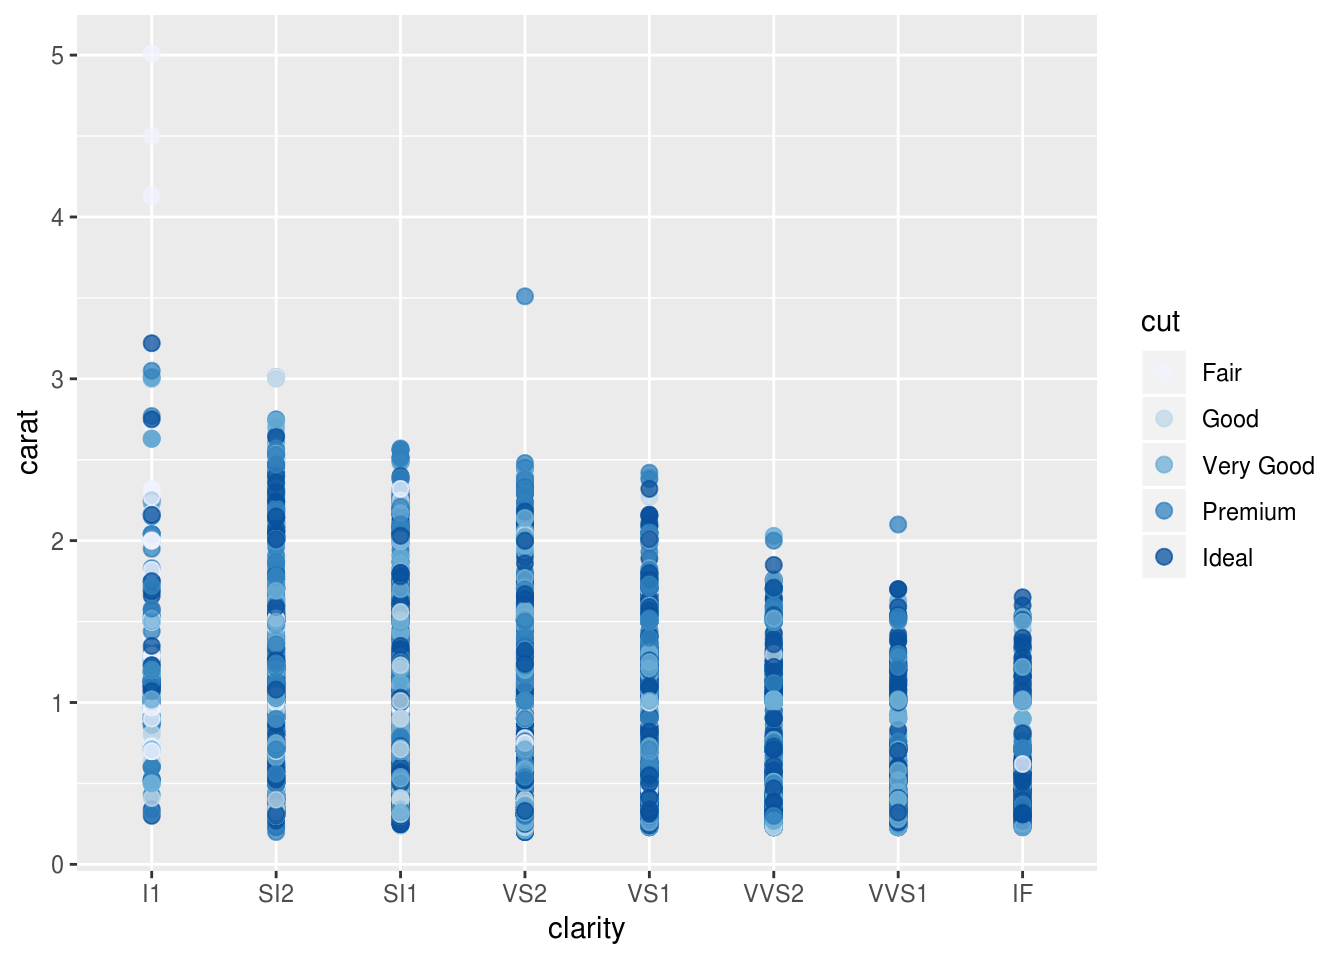 5
4
3
2
1
0
carat
I1 SI2 SI1 VS2 VS1 VVS2 VVS1 IF
clarity
cut
Fair
Good
Very Good
Premium
Ideal